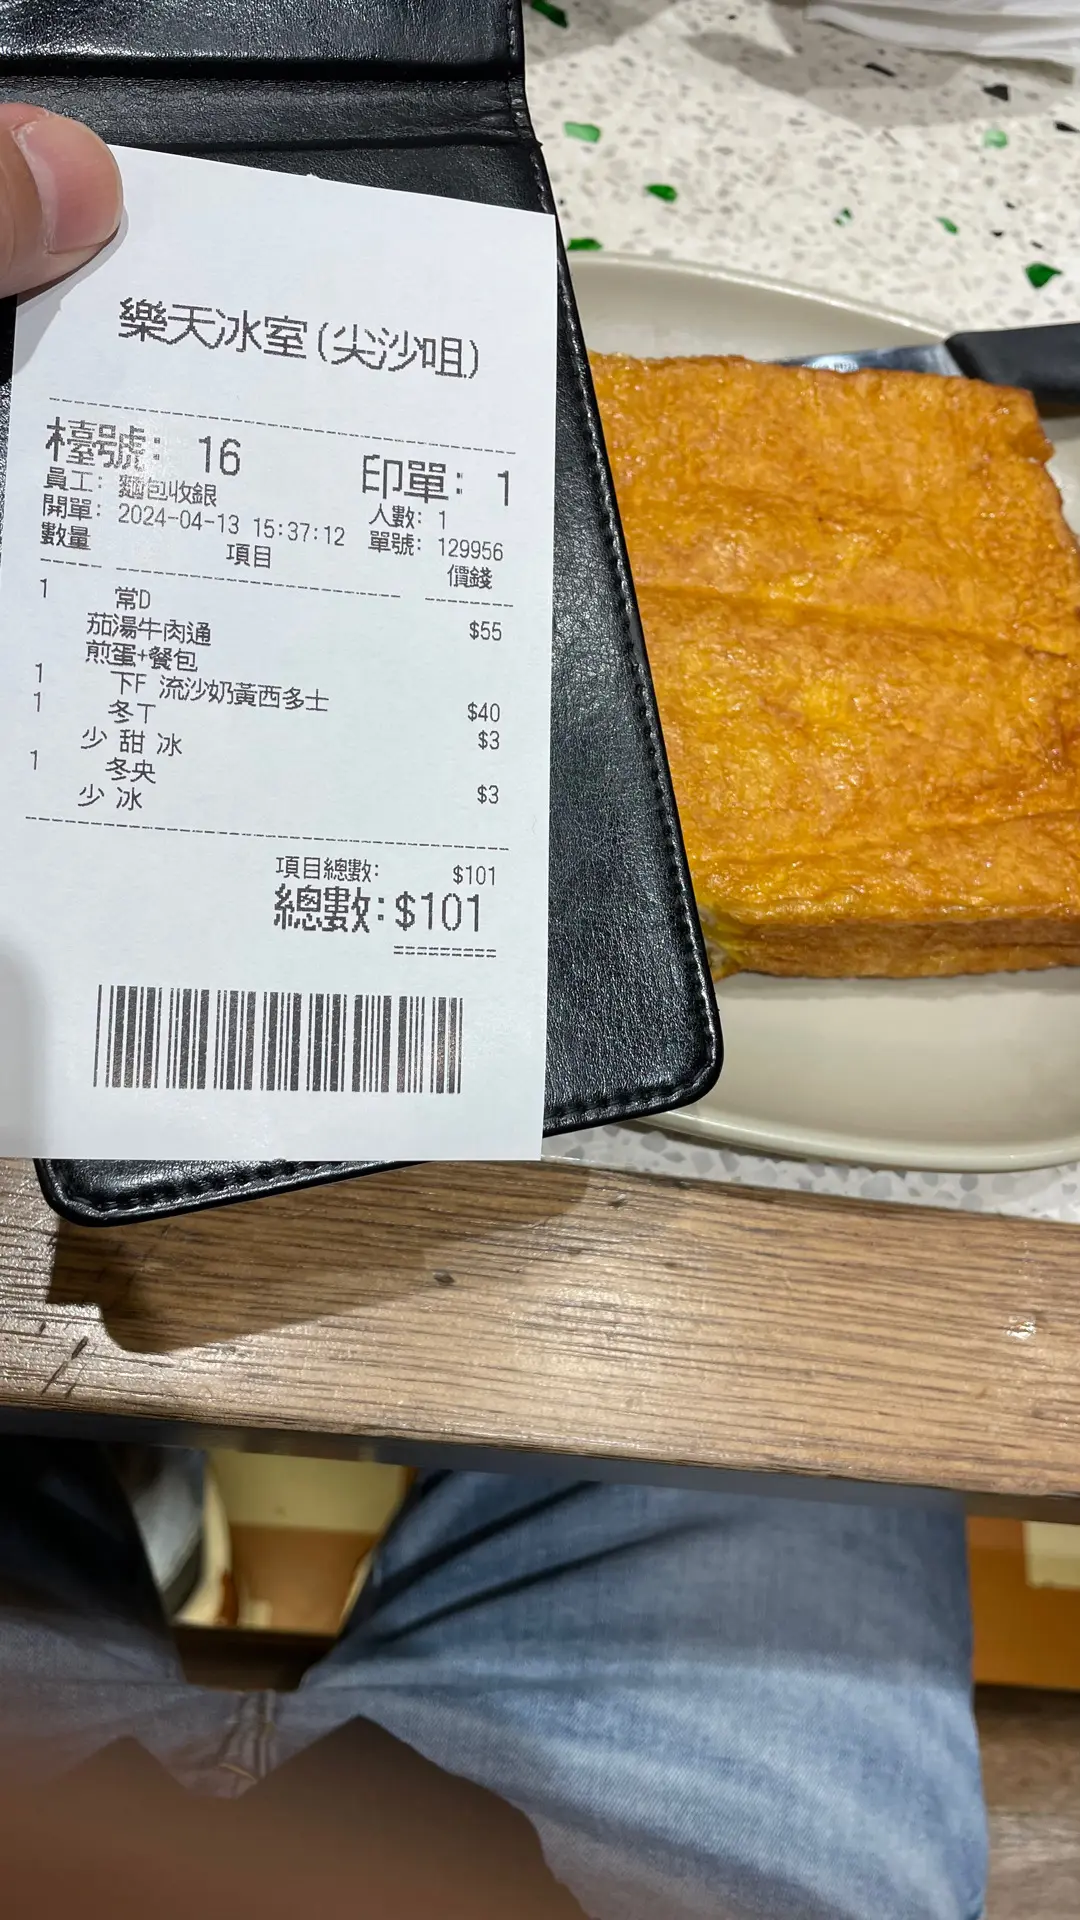 樂天冰室(尖沙咀)
檯號: 16 印單: 1
員工: 麵包收銀 人數: 1
開單: 2024-04-13 15:37:12 單號: 129956
數量 項目 價錢
1 常D
茄湯牛肉通 $55
煎蛋+餐包
1 下F 流沙奶黃西多士 $40
1 冬T $3
少 甜 冰
1 冬央 $3
少 冰
項目總數: $101
總數: $101